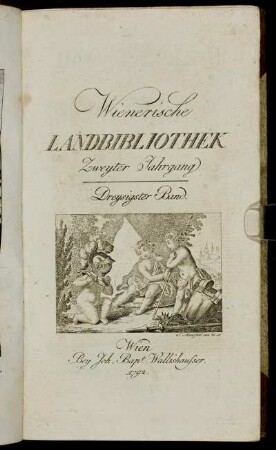 Wienerische
LANDBIBLIOTHEK
Zweyter Jahrgang
Dreysigster Band.
Wien
Bey Joh. Bapt. Wallishausser.
1792.